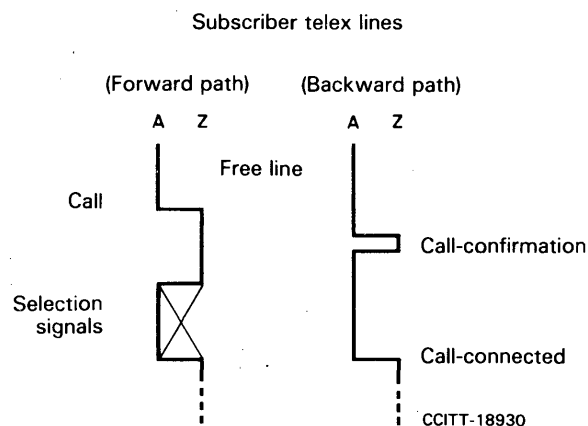 Subscriber telex lines
(Forward path) (Backward path)
A Z A Z
Free line
Call
Call-confirmation
Selection
signals
Call-connected
CCITT-18930